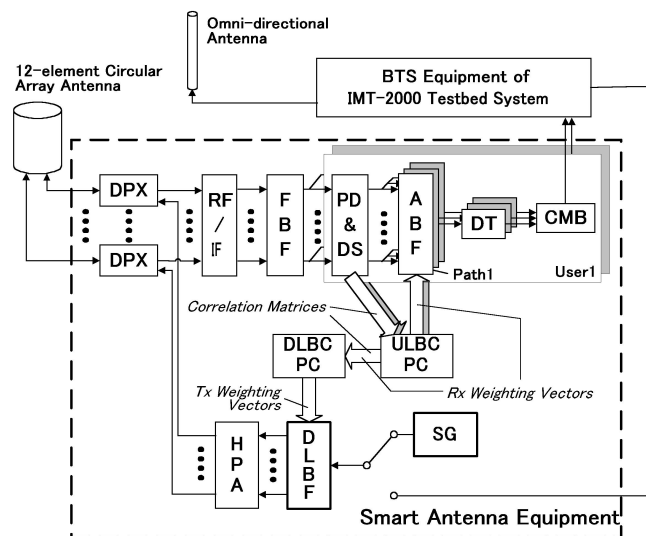 Omni-directional
Antenna
12-element Circular
Array Antenna
BTS Equipment of
IMT-2000 Testbed System
DPX
DPX
RF
/
IF
F
B
F
PD
&
DS
A
B
F
DT
CMB
Path1
User1
Correlation Matrices
DLBC
PC
ULBC
PC
Tx Weighting
Vectors
Rx Weighting Vectors
H
P
A
D
L
B
F
SG
Smart Antenna Equipment